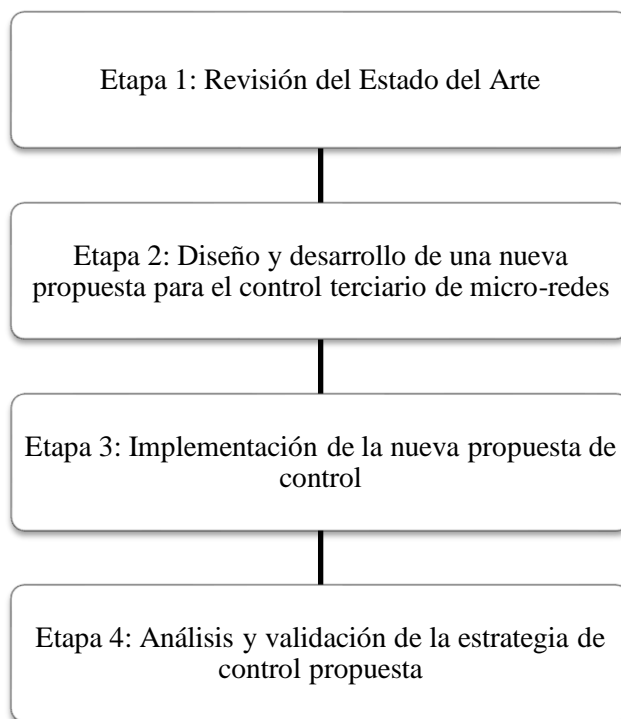 Etapa 1: Revisión del Estado del Arte
Etapa 2: Diseño y desarrollo de una nueva
propuesta para el control terciario de micro-redes
Etapa 3: Implementación de la nueva propuesta de
control
Etapa 4: Análisis y validación de la estrategia de
control propuesta